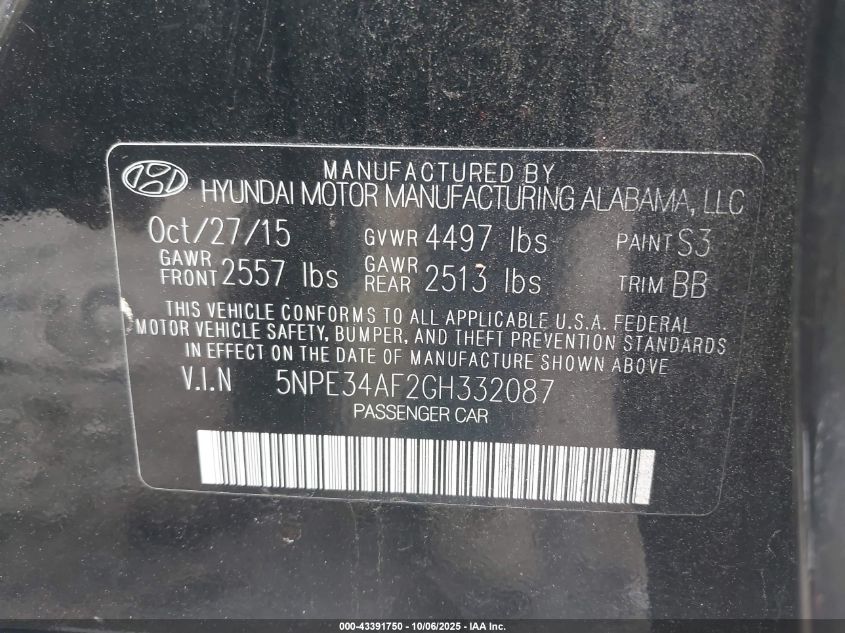 MANUFACTURED BY
HYUNDAI MOTOR MANUFACTURING ALABAMA, LLC
Oct/27/15 GVWR 4497 lbs PAINT S3
GAWR FRONT 2557 lbs GAWR REAR 2513 lbs TRIM BB
THIS VEHICLE CONFORMS TO ALL APPLICABLE U.S.A. FEDERAL
MOTOR VEHICLE SAFETY, BUMPER, AND THEFT PREVENTION STANDARDS
IN EFFECT ON THE DATE OF MANUFACTURE SHOWN ABOVE
V.I.N 5NPE34AF2GH332087
PASSENGER CAR
000-43391750 - 10/06/2025 - IAA Inc.